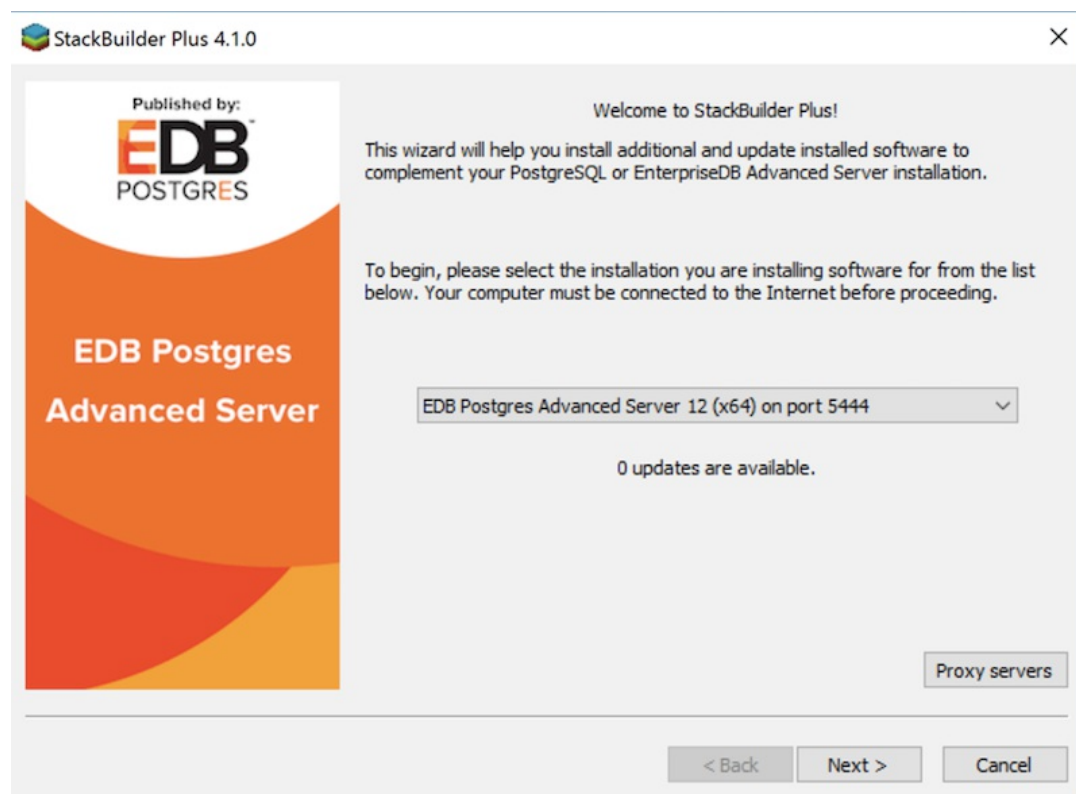 StackBuilder Plus 4.1.0
Published by:
EDB™
POSTGRES
EDB Postgres
Advanced Server
Welcome to StackBuilder Plus!
This wizard will help you install additional and update installed software to
complement your PostgreSQL or EnterpriseDB Advanced Server installation.
To begin, please select the installation you are installing software for from the list
below. Your computer must be connected to the Internet before proceeding.
EDB Postgres Advanced Server 12 (x64) on port 5444
0 updates are available.
Proxy servers
< Back
Next >
Cancel